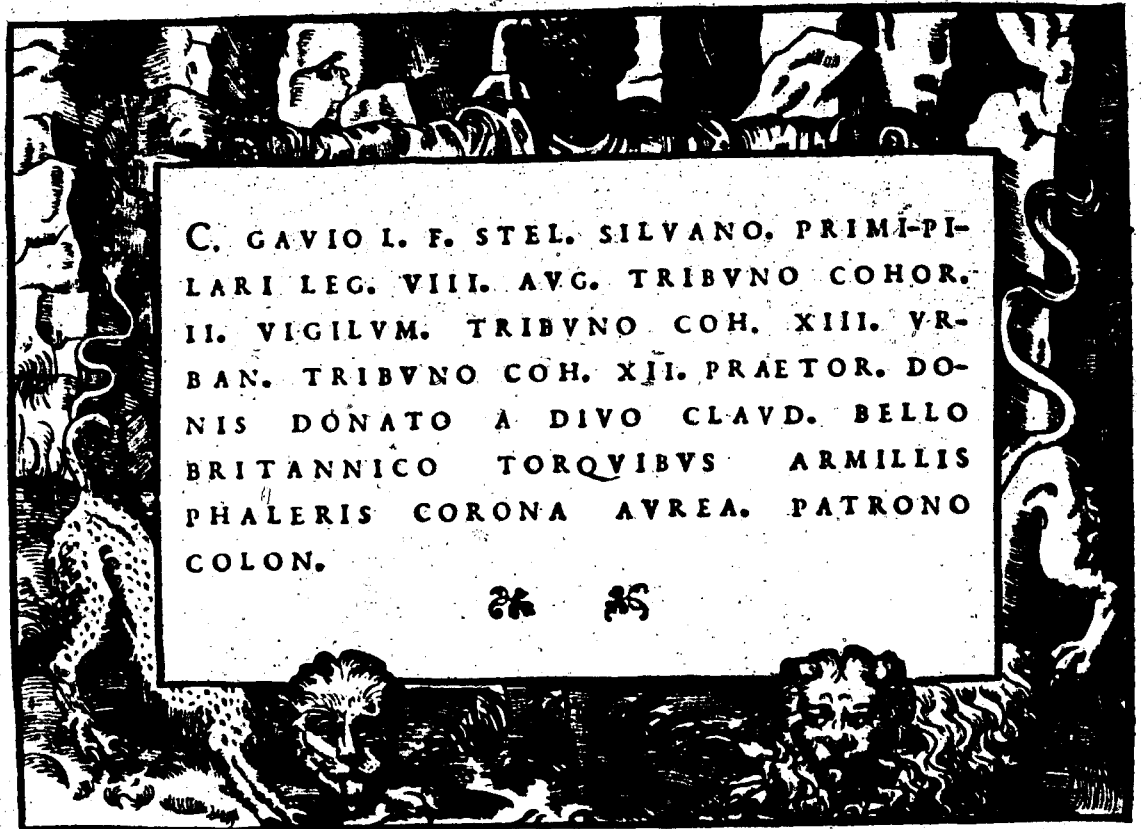 C. GAVIO L. F. STEL. SILVANO. PRIMI-PI-
LARI LEG. VIII. AVG. TRIBVNO COHOR.
II. VIGILVM. TRIBVNO COH. XIII. VR-
BAN. TRIBVNO COH. XII. PRAETOR. DO-
NIS DONATO A DIVO CLAVD. BELLO
BRITANNICO TORQVIBVS ARMILLIS
PHALERIS CORONA AVREA. PATRONO
COLON.